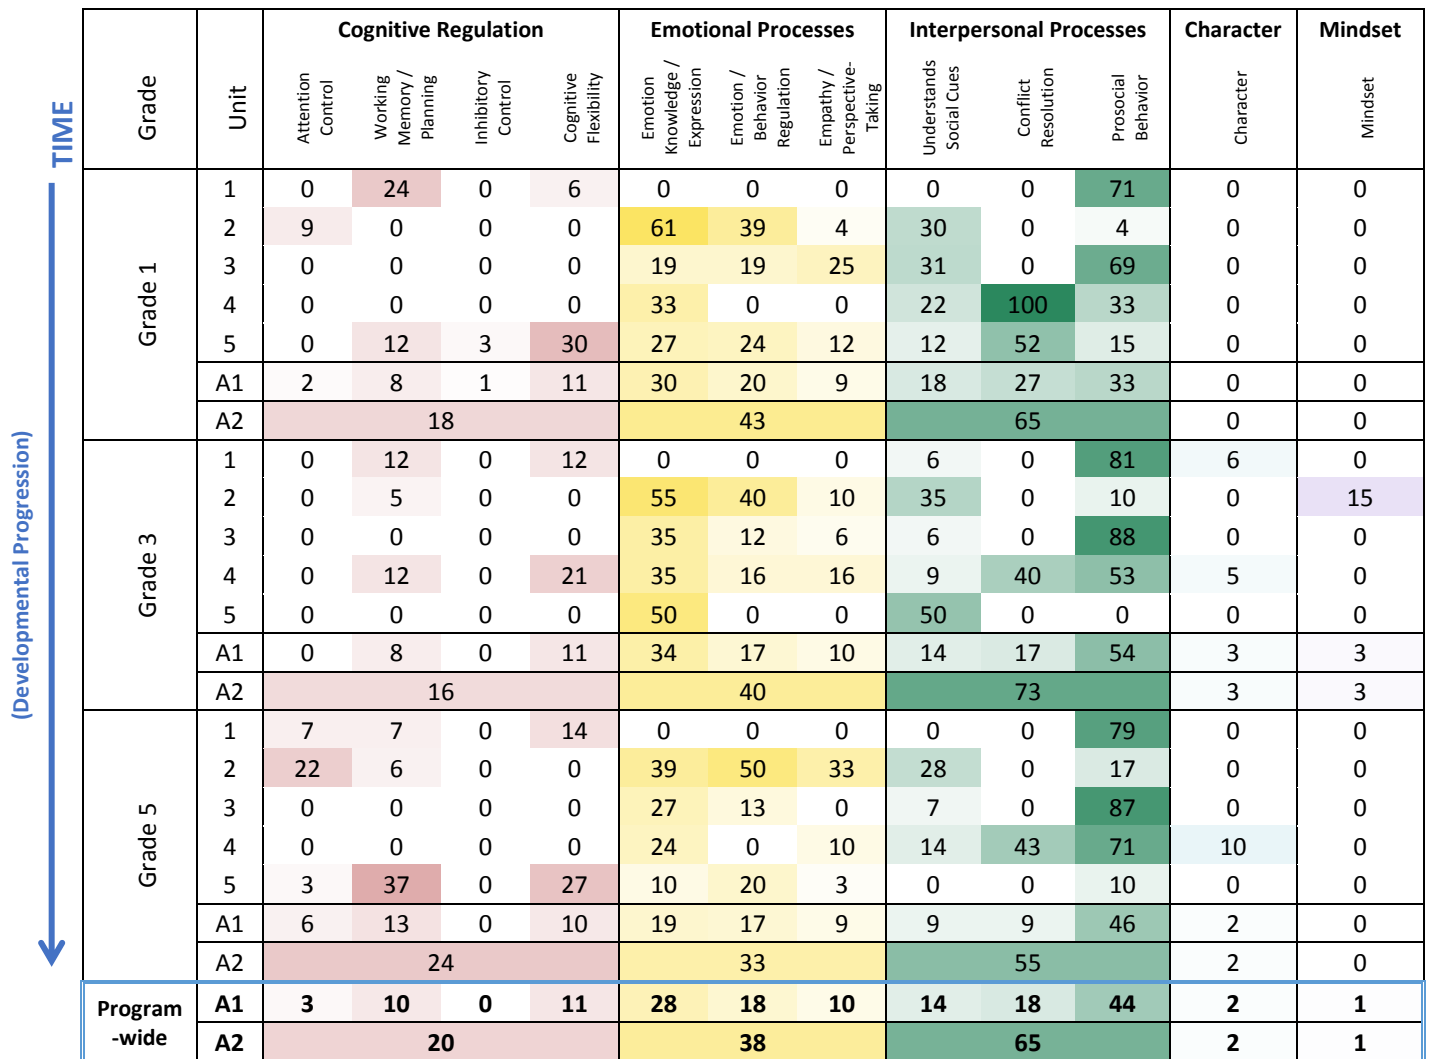 TIME
(Developmental Progression)
Grade
Unit
Cognitive Regulation
Emotional Processes
Interpersonal Processes
Character
Mindset
Attention
Control
Working
Memory /
Planning
Inhibitory
Control
Cognitive
Flexibility
Emotion
Knowledge /
Expression
Emotion /
Behavior
Regulation
Empathy /
Perspective-
Taking
Understands
Social Cues
Conflict
Resolution
Prosocial
Behavior
Character
Mindset
Grade 1
1 0 24 0 6 0 0 0 0 0 71 0 0
2 9 0 0 0 61 39 4 30 0 4 0 0
3 0 0 0 0 19 19 25 31 0 69 0 0
4 0 0 0 0 33 0 0 22 100 33 0 0
5 0 12 3 30 27 24 12 12 52 15 0 0
A1 2 8 1 11 30 20 9 18 27 33 0 0
A2 18 43 65 0 0
Grade 3
1 0 12 0 12 0 0 0 6 0 81 6 0
2 0 5 0 0 55 40 10 35 0 10 0 15
3 0 0 0 0 35 12 6 6 0 88 0 0
4 0 12 0 21 35 16 16 9 40 53 5 0
5 0 0 0 0 50 0 0 50 0 0 0 0
A1 0 8 0 11 34 17 10 14 17 54 3 3
A2 16 40 73 3 3
Grade 5
1 7 7 0 14 0 0 0 0 0 79 0 0
2 22 6 0 0 39 50 33 28 0 17 0 0
3 0 0 0 0 27 13 0 7 0 87 0 0
4 0 0 0 0 24 0 10 14 43 71 10 0
5 3 37 0 27 10 20 3 0 0 10 0 0
A1 6 13 0 10 19 17 9 9 9 46 2 0
A2 24 33 55 2 0
Program
-wide
A1 3 10 0 11 28 18 10 14 18 44 2 1
A2 20 38 65 2 1